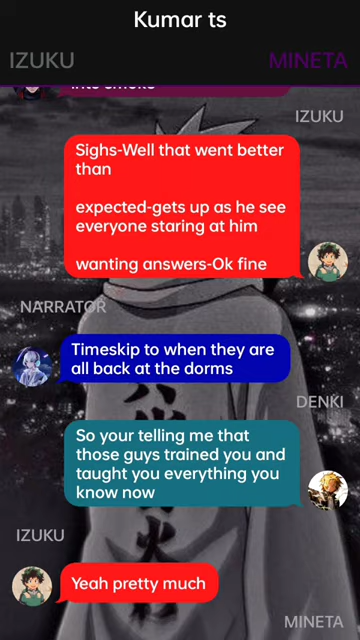 Kumar ts
IZUKU
MINETA
into smoke
IZUKU
Sighs-Well that went better
than
expected-gets up as he see
everyone staring at him
wanting answers-Ok fine
NARRATOR
Timeskip to when they are
all back at the dorms
DENKI
So your telling me that
those guys trained you and
taught you everything you
know now
IZUKU
Yeah pretty much
MINETA